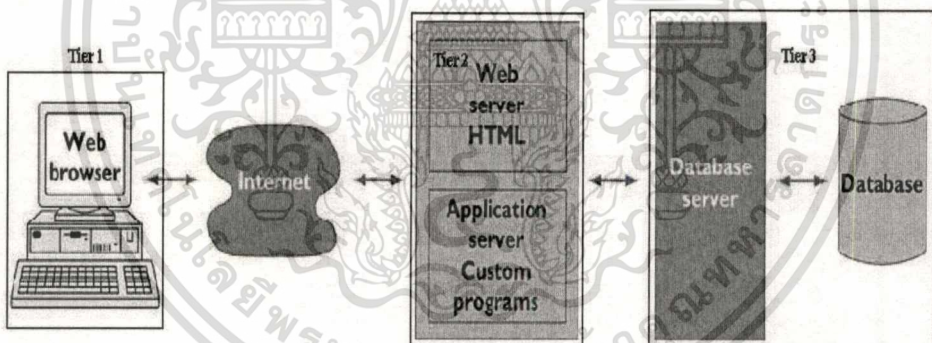 Tier 1
Web
browser
Internet
Tier 2
Web
server
HTML
Application
server
Custom
programs
Tier 3
Database
server
Database